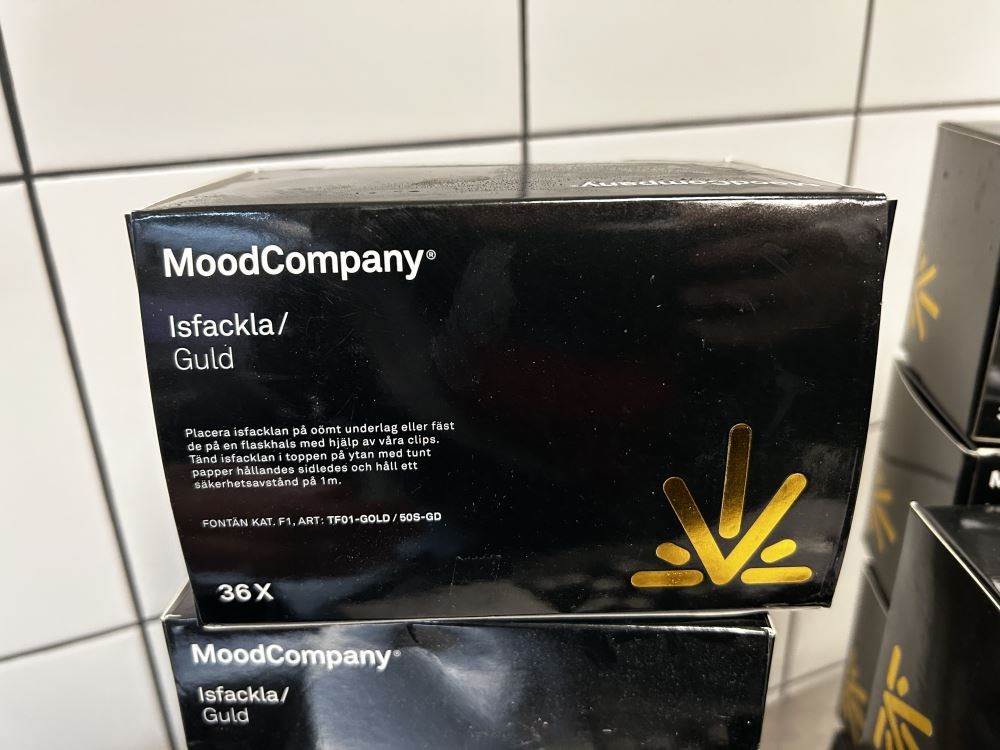 MoodCompany
MoodCompany®
Isfackla/
Guld
Placera isfacklan på oömt underlag eller fäst
de på en flaskhals med hjälp av våra clips.
Tänd isfacklan i toppen på ytan med tunt
papper hållandes sidledes och håll ett
säkerhetsavstånd på 1m.
FONTÄN KAT. F1, ART: TF01-GOLD / 50S-GD
36X
MoodCompany®
Isfackla/
Guld